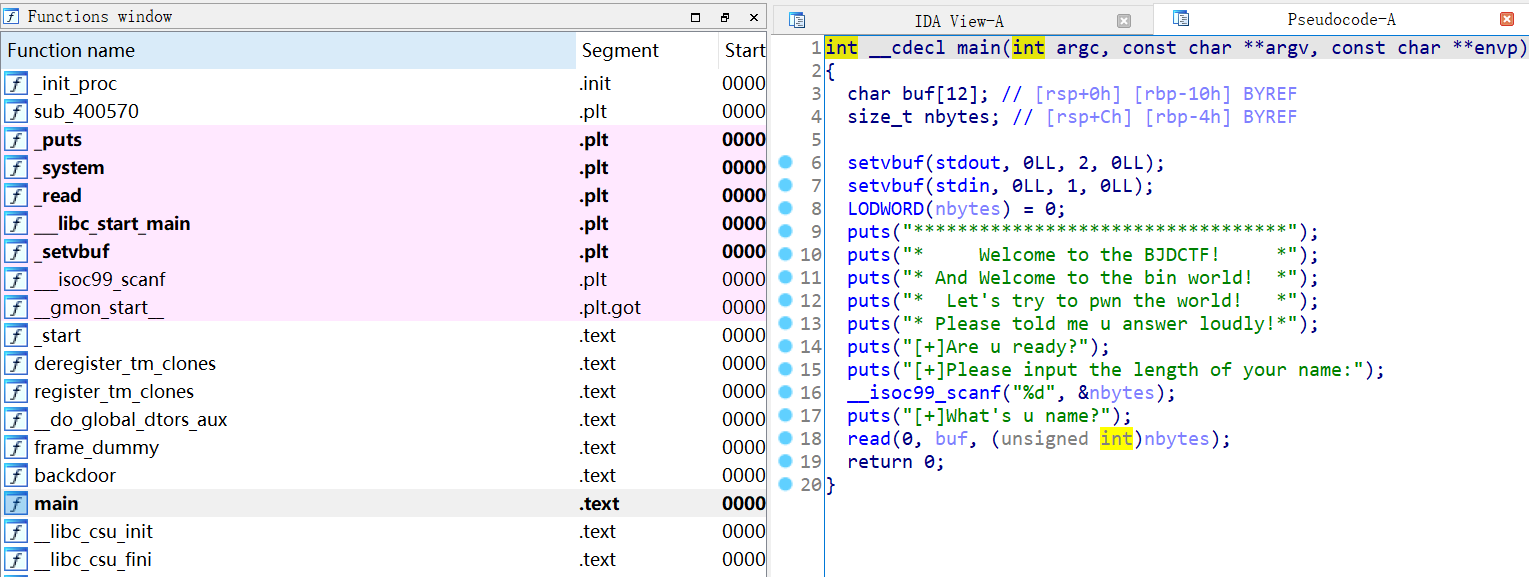 Functions window
Function name Segment Start
_init_proc .init 0000
sub_400570 .plt 0000
_puts .plt 0000
_system .plt 0000
_read .plt 0000
___libc_start_main .plt 0000
_setvbuf .plt 0000
___isoc99_scanf .plt 0000
__gmon_start__ .plt.got 0000
_start .text 0000
deregister_tm_clones .text 0000
register_tm_clones .text 0000
__do_global_dtors_aux .text 0000
frame_dummy .text 0000
backdoor .text 0000
main .text 0000
__libc_csu_init .text 0000
__libc_csu_fini .text 0000
IDA View-A Pseudocode-A
1 int __cdecl main(int argc, const char **argv, const char **envp)
2 {
3 char buf[12]; // [rsp+0h] [rbp-10h] BYREF
4 size_t nbytes; // [rsp+Ch] [rbp-4h] BYREF
5
6 setvbuf(stdout, 0LL, 2, 0LL);
7 setvbuf(stdin, 0LL, 1, 0LL);
8 LODWORD(nbytes) = 0;
9 puts("**********************************");
10 puts("*     Welcome to the BJDCTF!     *");
11 puts("* And Welcome to the bin world!  *");
12 puts("*  Let's try to pwn the world!   *");
13 puts("* Please told me u answer loudly!*");
14 puts("[+]Are u ready?");
15 puts("[+]Please input the length of your name:");
16 __isoc99_scanf("%d", &nbytes);
17 puts("[+]What's u name?");
18 read(0, buf, (unsigned int)nbytes);
19 return 0;
20 }